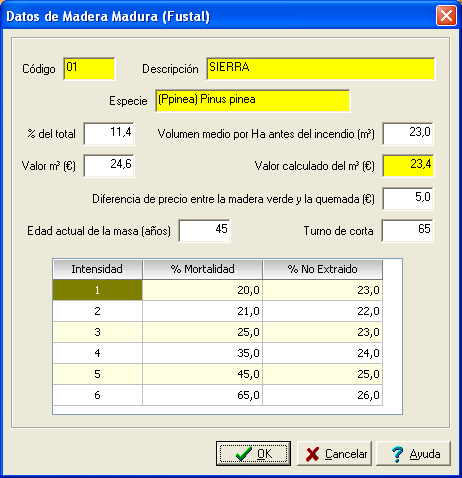 Datos de Madera Madura (Fustal)
Código 01 Descripción SIERRA
Especie (Ppinea) Pinus pinea
% del total 11,4 Volumen medio por Ha antes del incendio (m³) 23,0
Valor m³ (€) 24,6 Valor calculado del m³ (€) 23,4
Diferencia de precio entre la madera verde y la quemada (€) 5,0
Edad actual de la masa (años) 45 Turno de corta 65
Intensidad % Mortalidad % No Extraido
1 20,0 23,0
2 21,0 22,0
3 25,0 23,0
4 35,0 24,0
5 45,0 25,0
6 65,0 26,0
OK Cancelar Ayuda